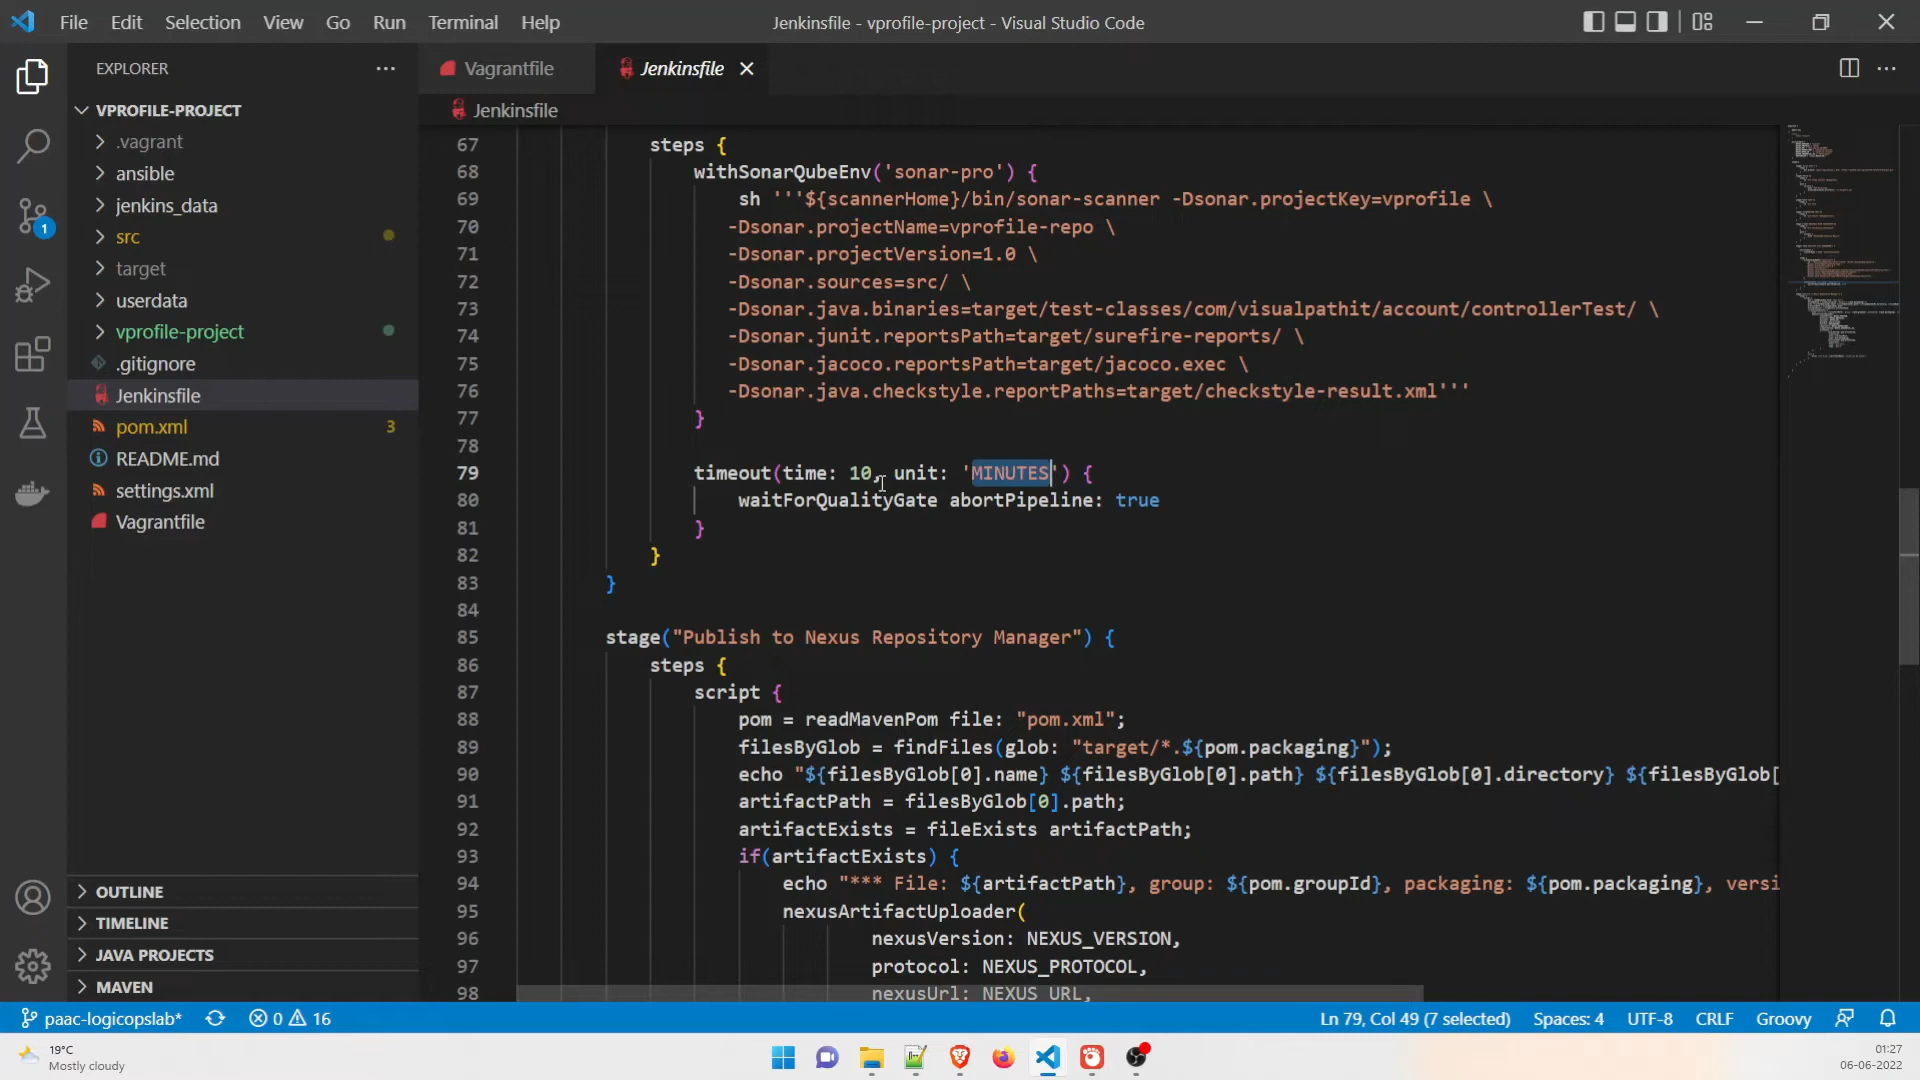 File Edit Selection View Go Run Terminal Help
Jenkinsfile - vprofile-project - Visual Studio Code
EXPLORER
VPROFILE-PROJECT
.vagrant
ansible
jenkins_data
src
target
userdata
vprofile-project
.gitignore
Jenkinsfile
pom.xml 3
README.md
settings.xml
Vagrantfile
OUTLINE
TIMELINE
JAVA PROJECTS
MAVEN
1
Vagrantfile
Jenkinsfile
Jenkinsfile
67 steps {
68 withSonarQubeEnv('sonar-pro') {
69 sh '''${scannerHome}/bin/sonar-scanner -Dsonar.projectKey=vprofile \
70 -Dsonar.projectName=vprofile-repo \
71 -Dsonar.projectVersion=1.0 \
72 -Dsonar.sources=src/ \
73 -Dsonar.java.binaries=target/test-classes/com/visualpathit/account/controllerTest/ \
74 -Dsonar.junit.reportsPath=target/surefire-reports/ \
75 -Dsonar.jacoco.reportsPath=target/jacoco.exec \
76 -Dsonar.java.checkstyle.reportPaths=target/checkstyle-result.xml'''
77 }
78
79 timeout(time: 10, unit: 'MINUTES') {
80 waitForQualityGate abortPipeline: true
81 }
82 }
83 }
84
85 stage("Publish to Nexus Repository Manager") {
86 steps {
87 script {
88 pom = readMavenPom file: "pom.xml";
89 filesByGlob = findFiles(glob: "target/*.${pom.packaging}");
90 echo "${filesByGlob[0].name} ${filesByGlob[0].path} ${filesByGlob[0].directory} ${filesByGlob[
91 artifactPath = filesByGlob[0].path;
92 artifactExists = fileExists artifactPath;
93 if(artifactExists) {
94 echo "*** File: ${artifactPath}, group: ${pom.groupId}, packaging: ${pom.packaging}, versi
95 nexusArtifactUploader(
96 nexusVersion: NEXUS_VERSION,
97 protocol: NEXUS_PROTOCOL,
98 nexusUrl: NEXUS_URL,
paac-logicopslab* 0 16
Ln 79, Col 49 (7 selected) Spaces: 4 UTF-8 CRLF Groovy
19°C
Mostly cloudy
01:27
06-06-2022